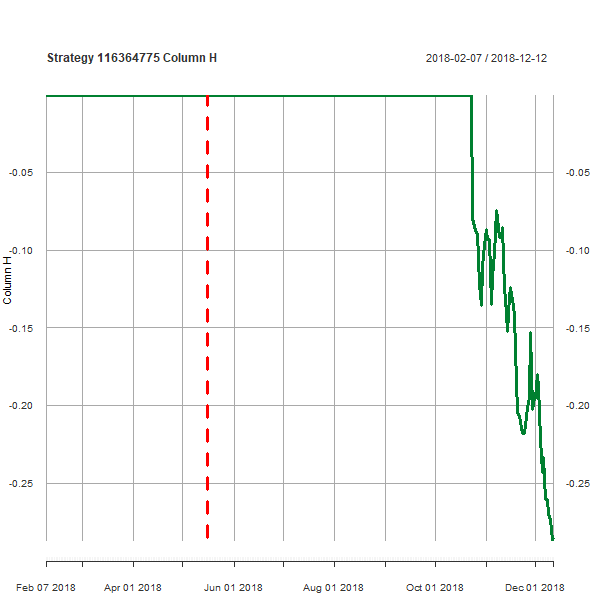 Strategy 116364775 Column H
2018-02-07 / 2018-12-12
Column H
-0.05 -0.05
-0.10 -0.10
-0.15 -0.15
-0.20 -0.20
-0.25 -0.25
Feb 07 2018 Apr 01 2018 Jun 01 2018 Aug 01 2018 Oct 01 2018 Dec 01 2018